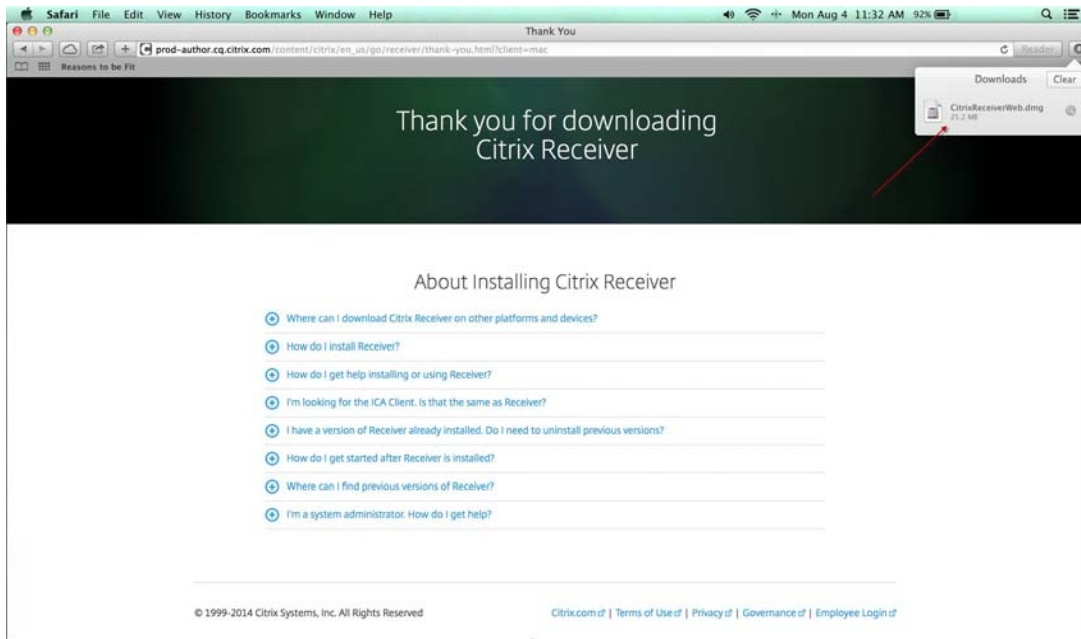 Safari File Edit View History Bookmarks Window Help Mon Aug 4 11:32 AM 92%
Thank You
prod-author.cq.citrix.com/content/citrix/en_us/go/receiver/thank-you.html?client=mac Reader
Reasons to be Fit
Downloads Clear
CitrixReceiverWeb.dmg
25.2 MB
Thank you for downloading
Citrix Receiver
About Installing Citrix Receiver
Where can I download Citrix Receiver on other platforms and devices?
How do I install Receiver?
How do I get help installing or using Receiver?
I'm looking for the ICA Client. Is that the same as Receiver?
I have a version of Receiver already installed. Do I need to uninstall previous versions?
How do I get started after Receiver is installed?
Where can I find previous versions of Receiver?
I'm a system administrator. How do I get help?
© 1999-2014 Citrix Systems, Inc. All Rights Reserved Citrix.com | Terms of Use | Privacy | Governance | Employee Login